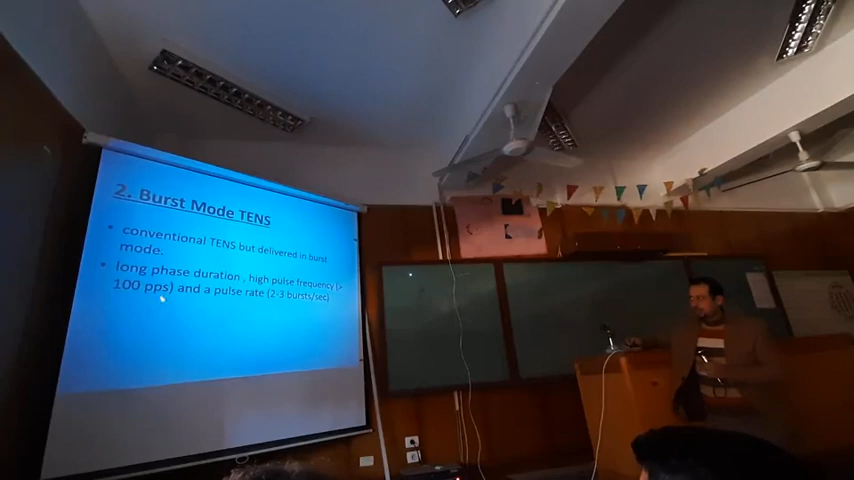 2. Burst Mode TENS
• conventional TENS but delivered in burst
mode.
• long phase duration , high pulse frequency (>
100 pps) and a pulse rate (2-3 bursts/sec)